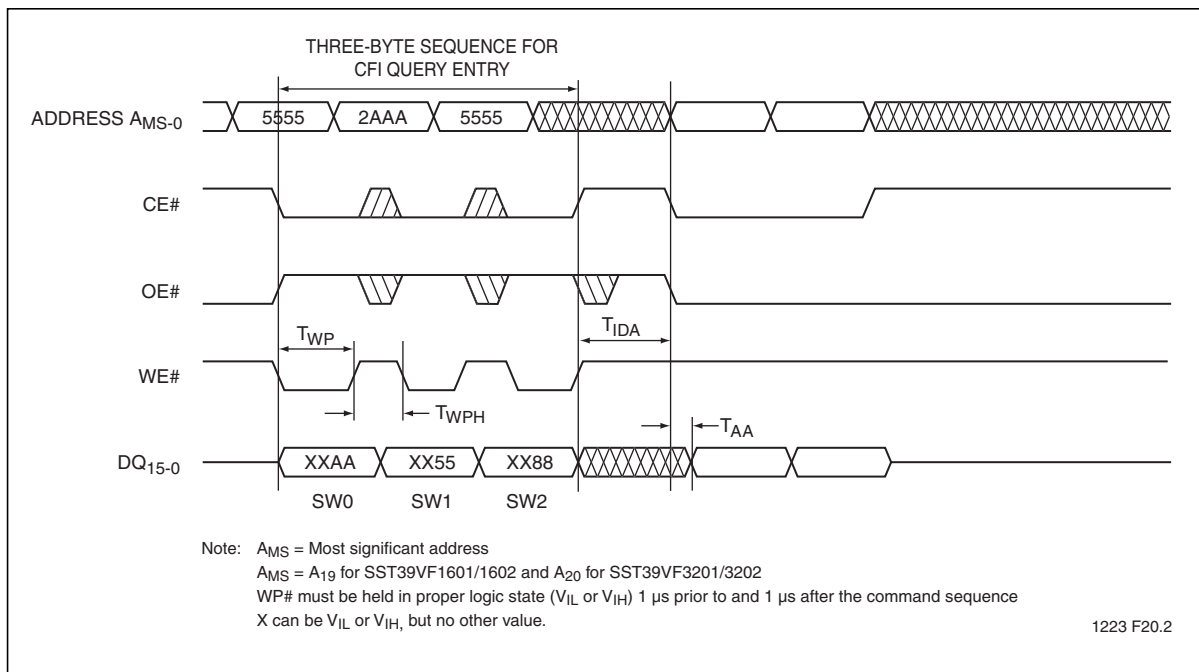 THREE-BYTE SEQUENCE FOR
CFI QUERY ENTRY
ADDRESS AMS-0
5555 2AAA 5555
CE#
OE#
TWP
TIDA
WE#
TWPH
TAA
DQ15-0
XXAA XX55 XX88
SW0 SW1 SW2
Note: AMS = Most significant address
AMS = A19 for SST39VF1601/1602 and A20 for SST39VF3201/3202
WP# must be held in proper logic state (VIL or VIH) 1 µs prior to and 1 µs after the command sequence
X can be VIL or VIH, but no other value.
1223 F20.2